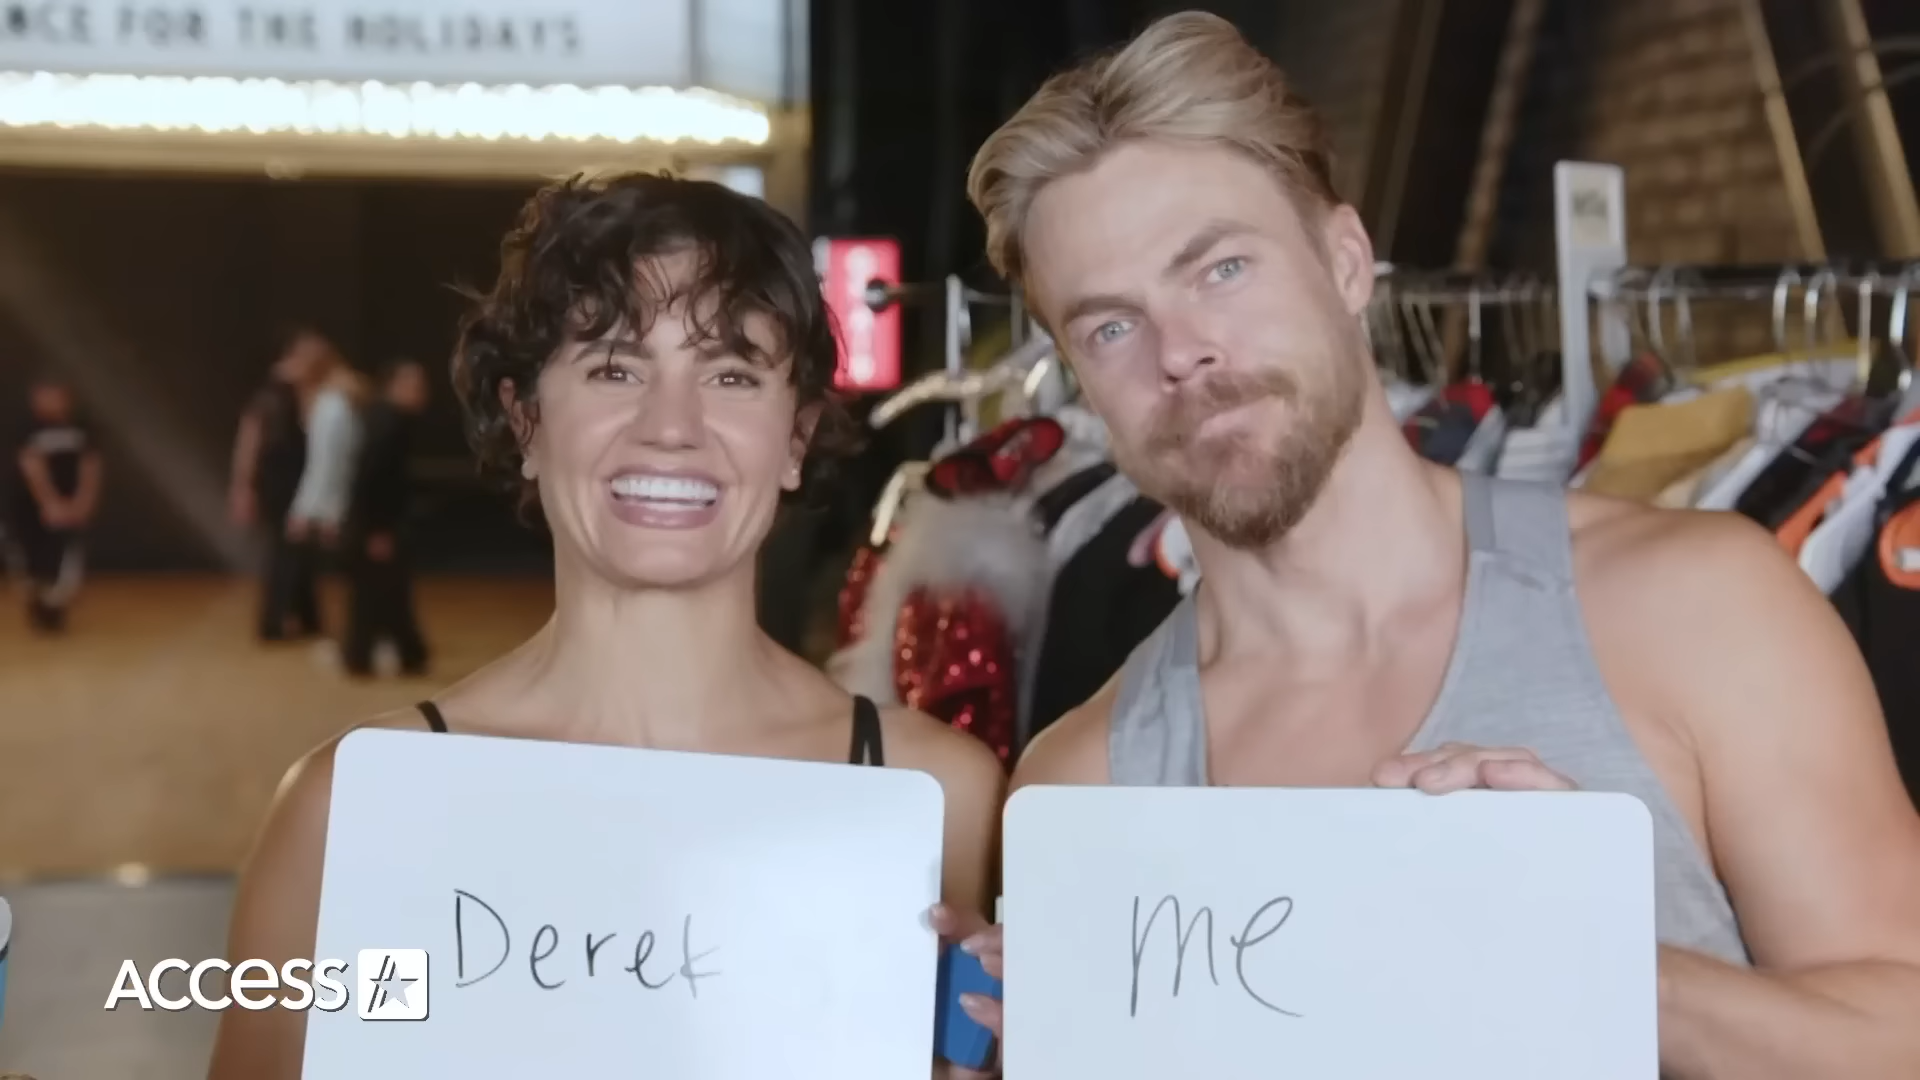 NCE FOR THE HOLIDAYS
Derek
me
ACCESS